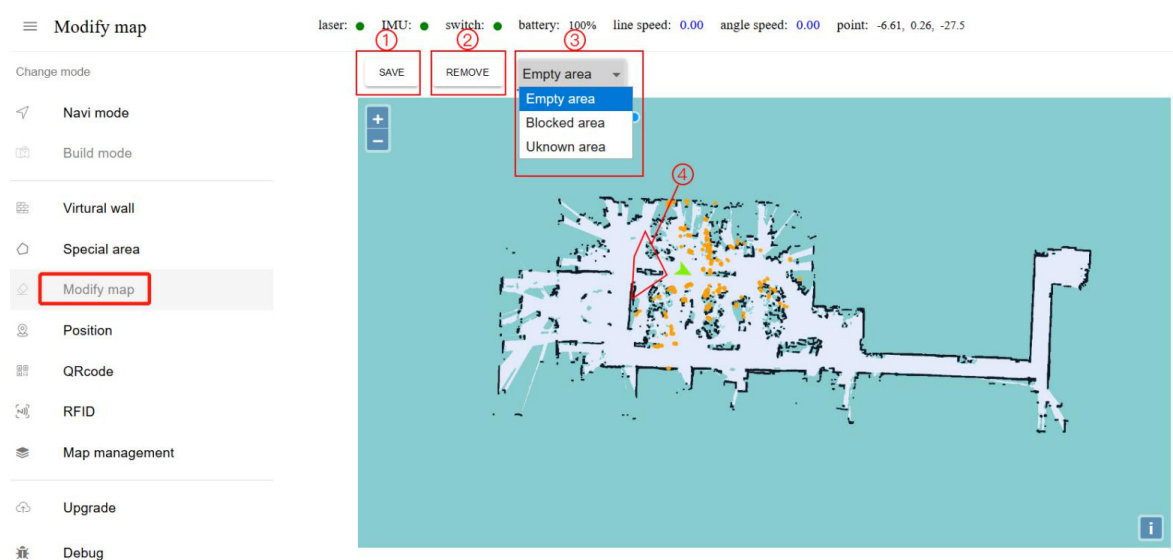 Modify map
laser: IMU: switch: battery: 100% line speed: 0.00 angle speed: 0.00 point: -6.61, 0.26, -27.5
① ② ③
Change mode
SAVE REMOVE Empty area
Empty area
Blocked area
Uknown area
+
−
④
Navi mode
Build mode
Virtural wall
Special area
Modify map
Position
QRcode
RFID
Map management
Upgrade
Debug
i